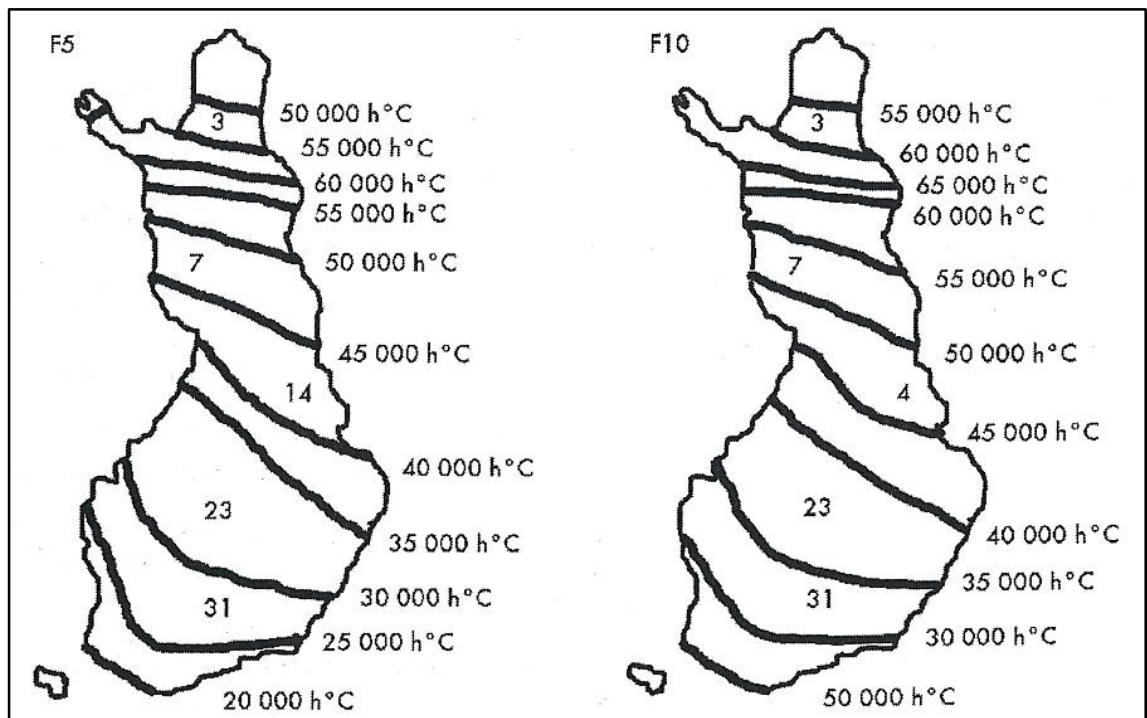 F5
3
50 000 h°C
55 000 h°C
60 000 h°C
55 000 h°C
50 000 h°C
7
45 000 h°C
14
40 000 h°C
23
35 000 h°C
30 000 h°C
31
25 000 h°C
20 000 h°C
F10
3
55 000 h°C
60 000 h°C
65 000 h°C
60 000 h°C
7
55 000 h°C
50 000 h°C
4
45 000 h°C
23
40 000 h°C
35 000 h°C
31
30 000 h°C
50 000 h°C